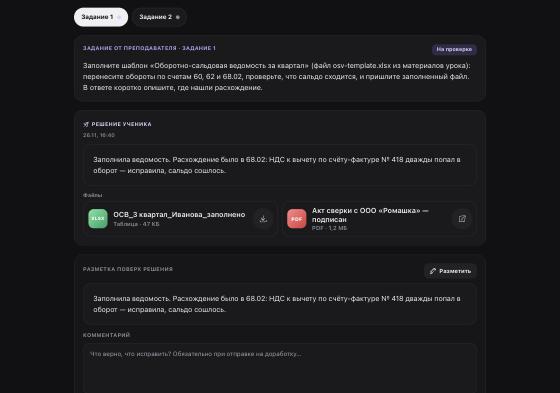 Задание 1
Задание 2
ЗАДАНИЕ ОТ ПРЕПОДАВАТЕЛЯ · ЗАДАНИЕ 1
На проверке
Заполните шаблон «Оборотно-сальдовая ведомость за квартал» (файл osv-template.xlsx из материалов урока):
перенесите обороты по счетам 60, 62 и 68.02, проверьте, что сальдо сходится, и пришлите заполненный файл.
В ответе коротко опишите, где нашли расхождение.
РЕШЕНИЕ УЧЕНИКА
26.11, 16:40
Заполнила ведомость. Расхождение было в 68.02: НДС к вычету по счёту-фактуре № 418 дважды попал в
оборот — исправила, сальдо сошлось.
Файлы
XLSX
ОСВ_3 квартал_Иванова_заполнено
Таблица · 47 КБ
PDF
Акт сверки с ООО «Ромашка» —
подписан
PDF · 1,2 МБ
РАЗМЕТКА ПОВЕРХ РЕШЕНИЯ
Разметить
Заполнила ведомость. Расхождение было в 68.02: НДС к вычету по счёту-фактуре № 418 дважды попал в
оборот — исправила, сальдо сошлось.
КОММЕНТАРИЙ
Что верно, что исправить? Обязательно при отправке на доработку...